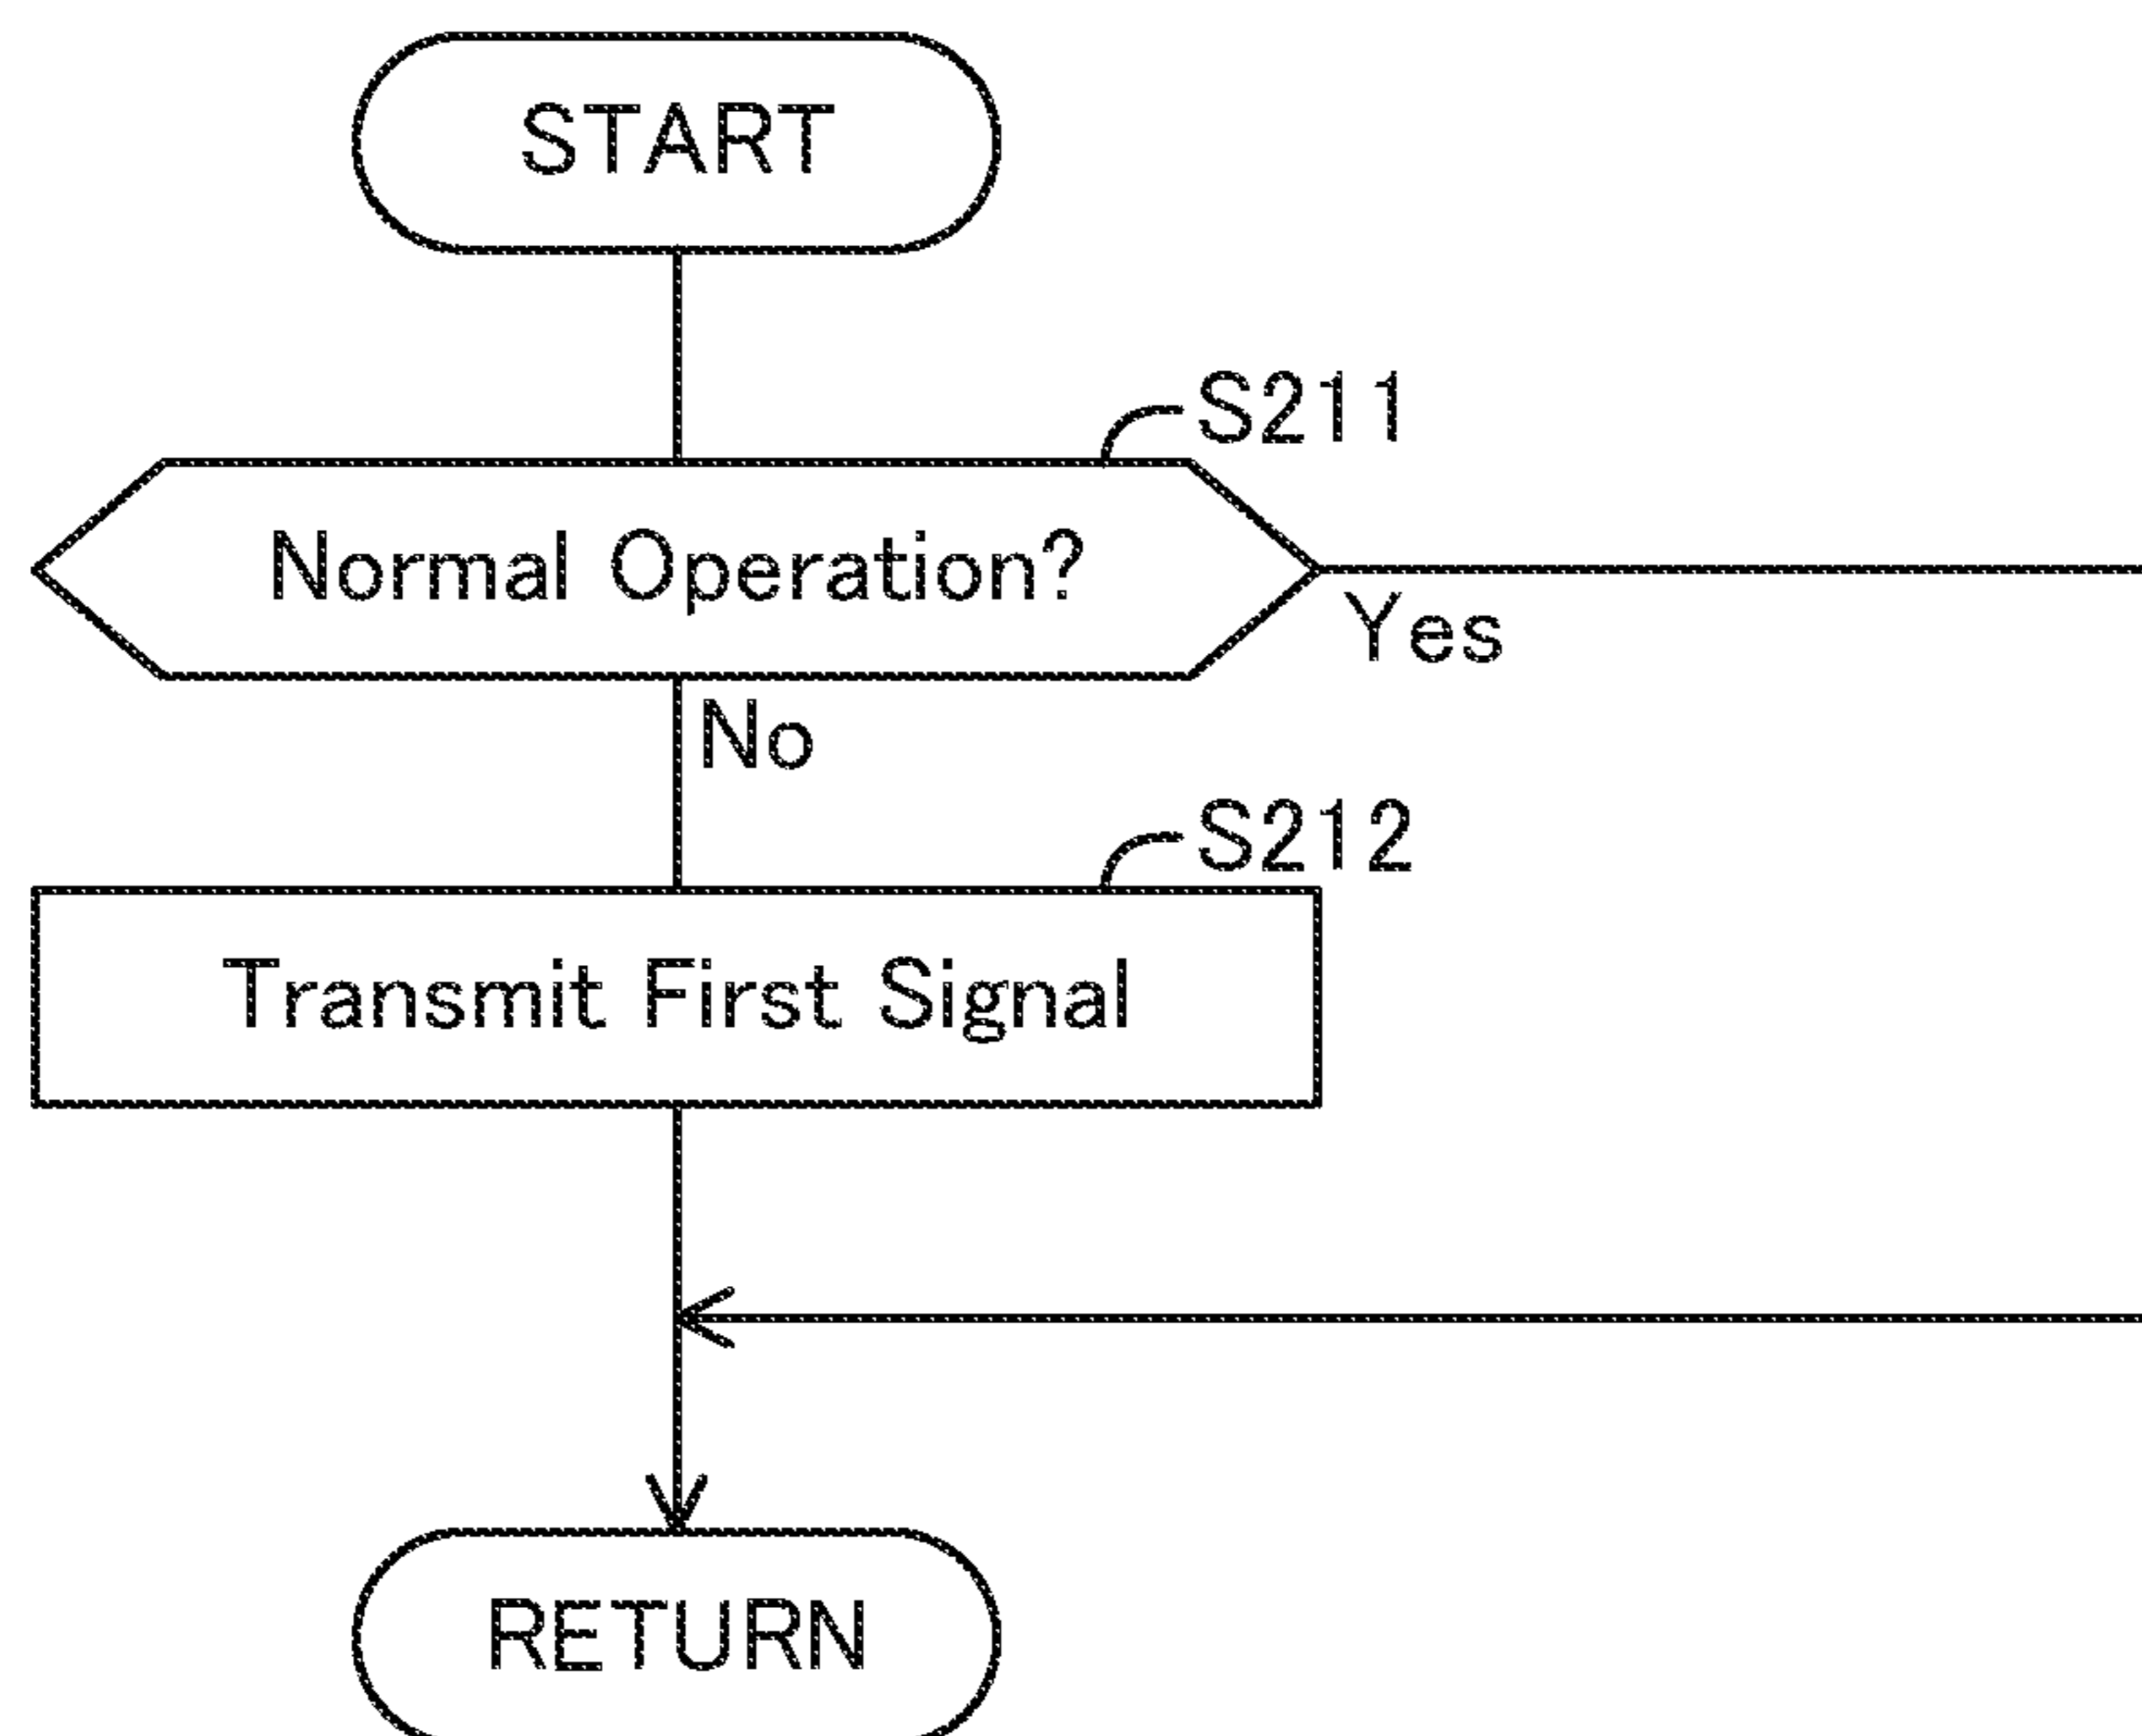 START
S211
Normal Operation?
Yes
No
S212
Transmit First Signal
RETURN